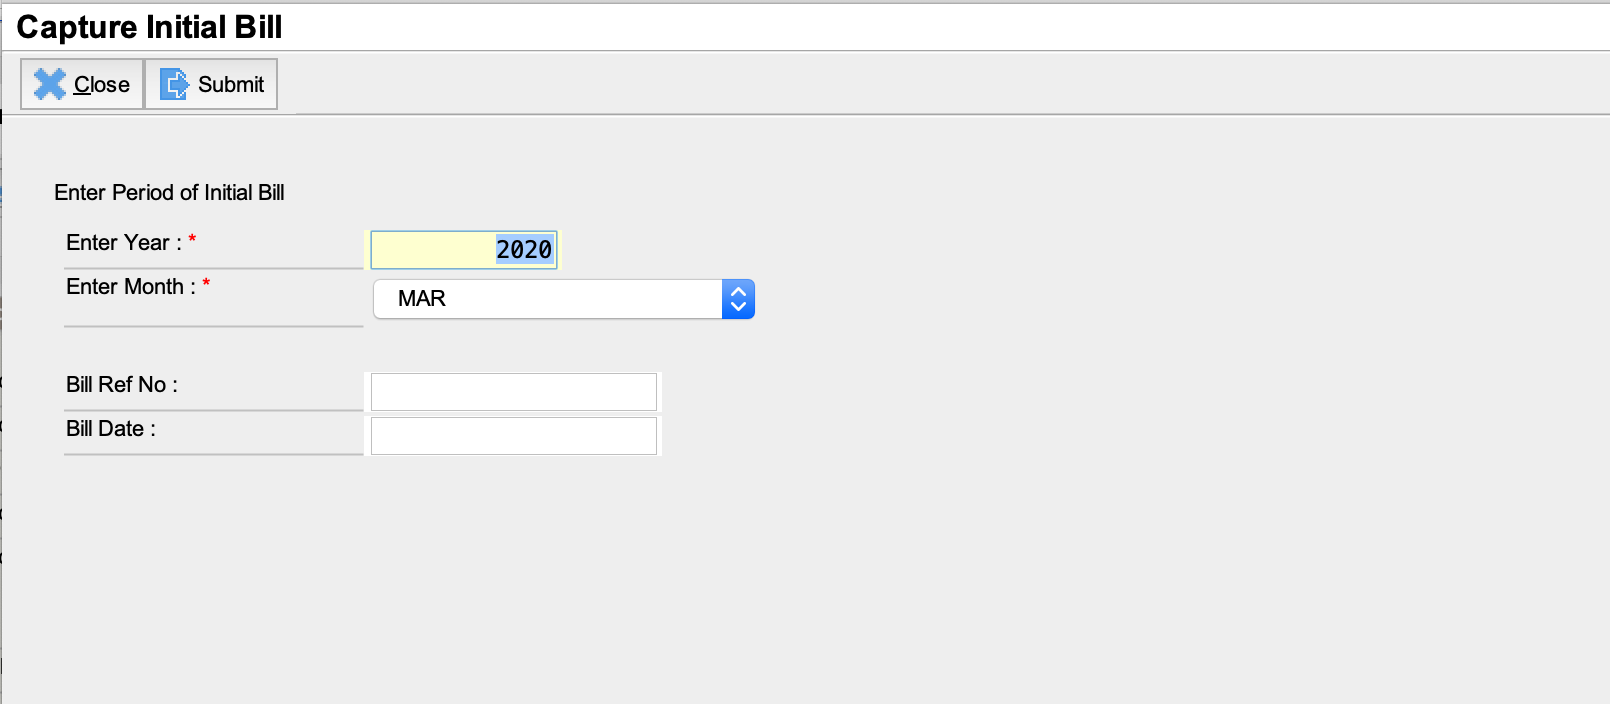 Capture Initial Bill
Close Submit
Enter Period of Initial Bill
Enter Year : * 2020
Enter Month : * MAR
Bill Ref No :
Bill Date :